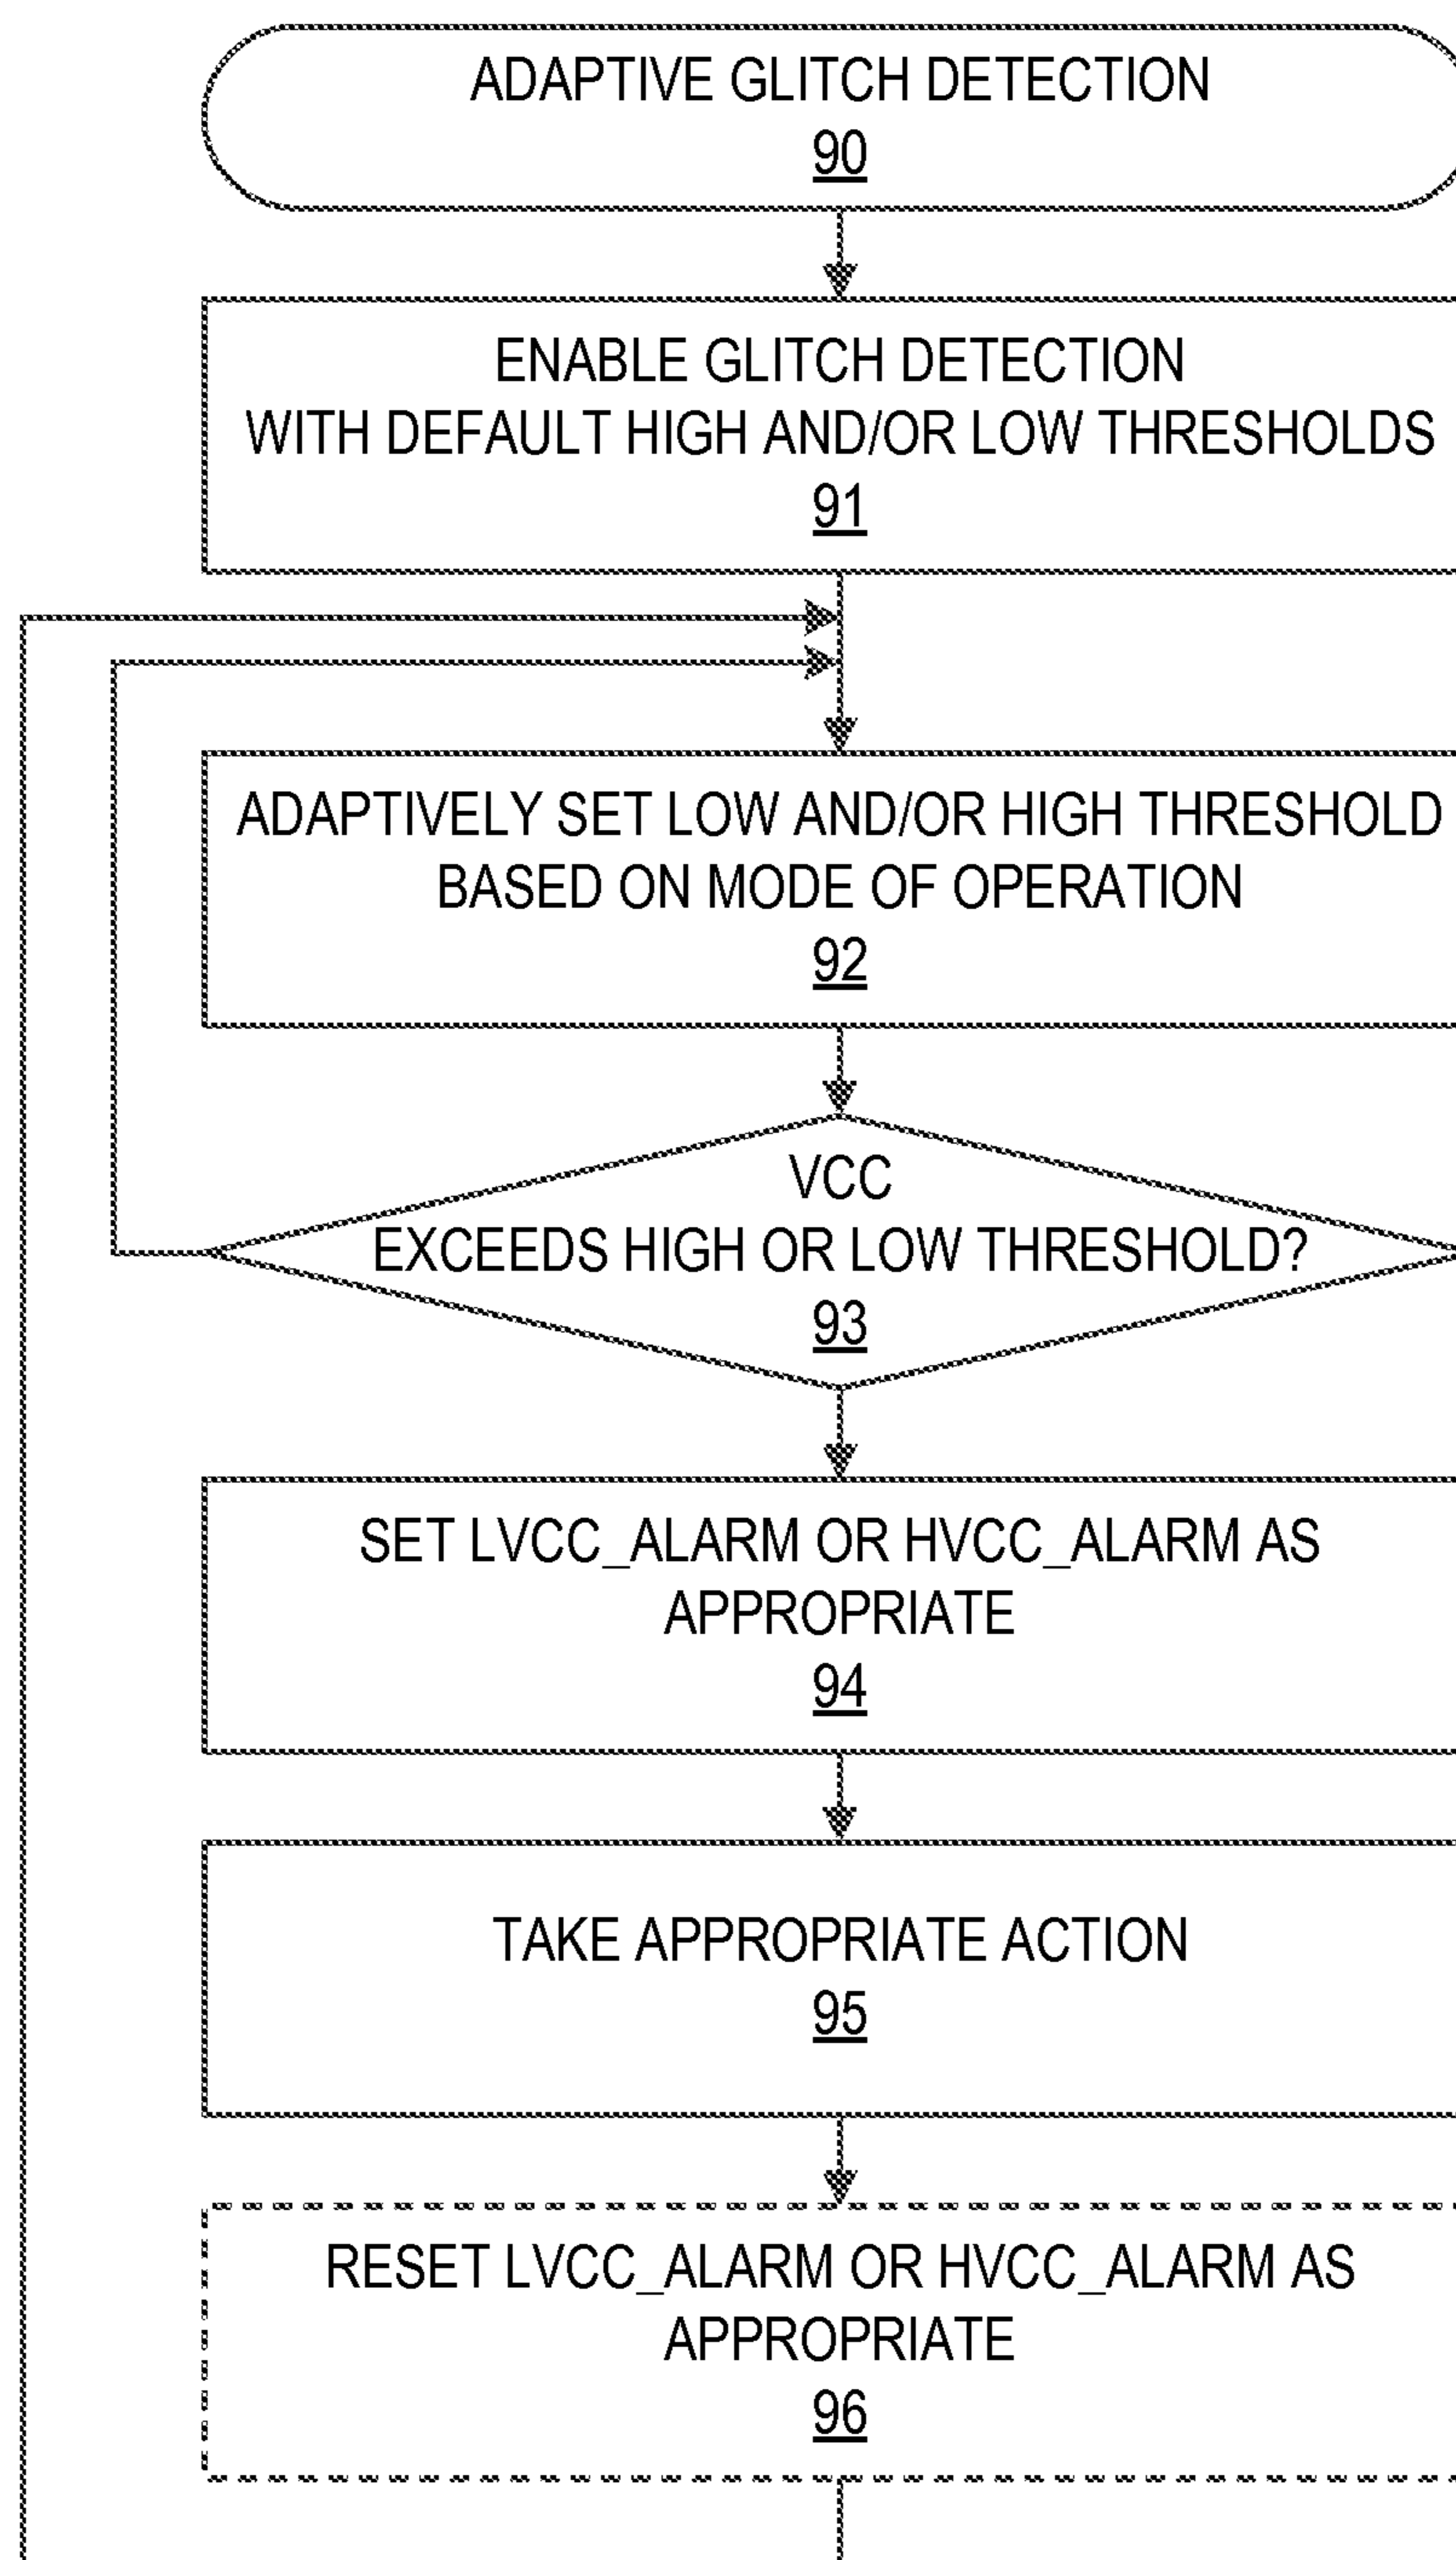 ADAPTIVE GLITCH DETECTION
90
ENABLE GLITCH DETECTION
WITH DEFAULT HIGH AND/OR LOW THRESHOLDS
91
ADAPTIVELY SET LOW AND/OR HIGH THRESHOLD
BASED ON MODE OF OPERATION
92
VCC
EXCEEDS HIGH OR LOW THRESHOLD?
93
SET LVCC_ALARM OR HVCC_ALARM AS
APPROPRIATE
94
TAKE APPROPRIATE ACTION
95
RESET LVCC_ALARM OR HVCC_ALARM AS
APPROPRIATE
96